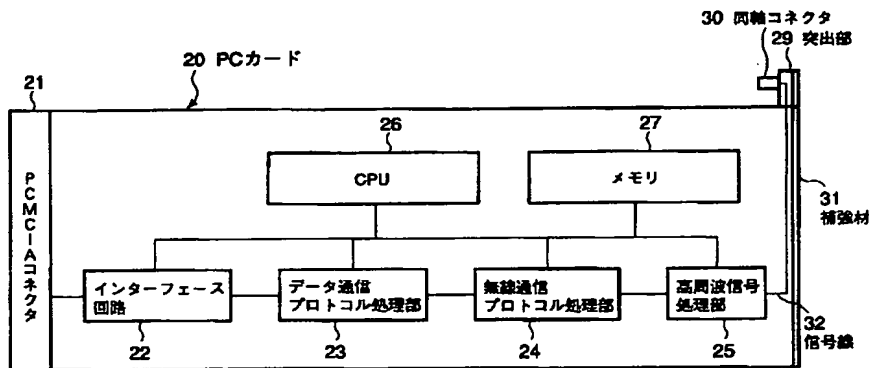 30 同軸コネクタ
29 突出部
20 PCカード
21
26
27
CPU
メモリ
PCMCIAコネクタ
31
補強材
インターフェース
回路
データ通信
プロトコル処理部
無線通信
プロトコル処理部
高周波信号
処理部
32
信号線
22
23
24
25